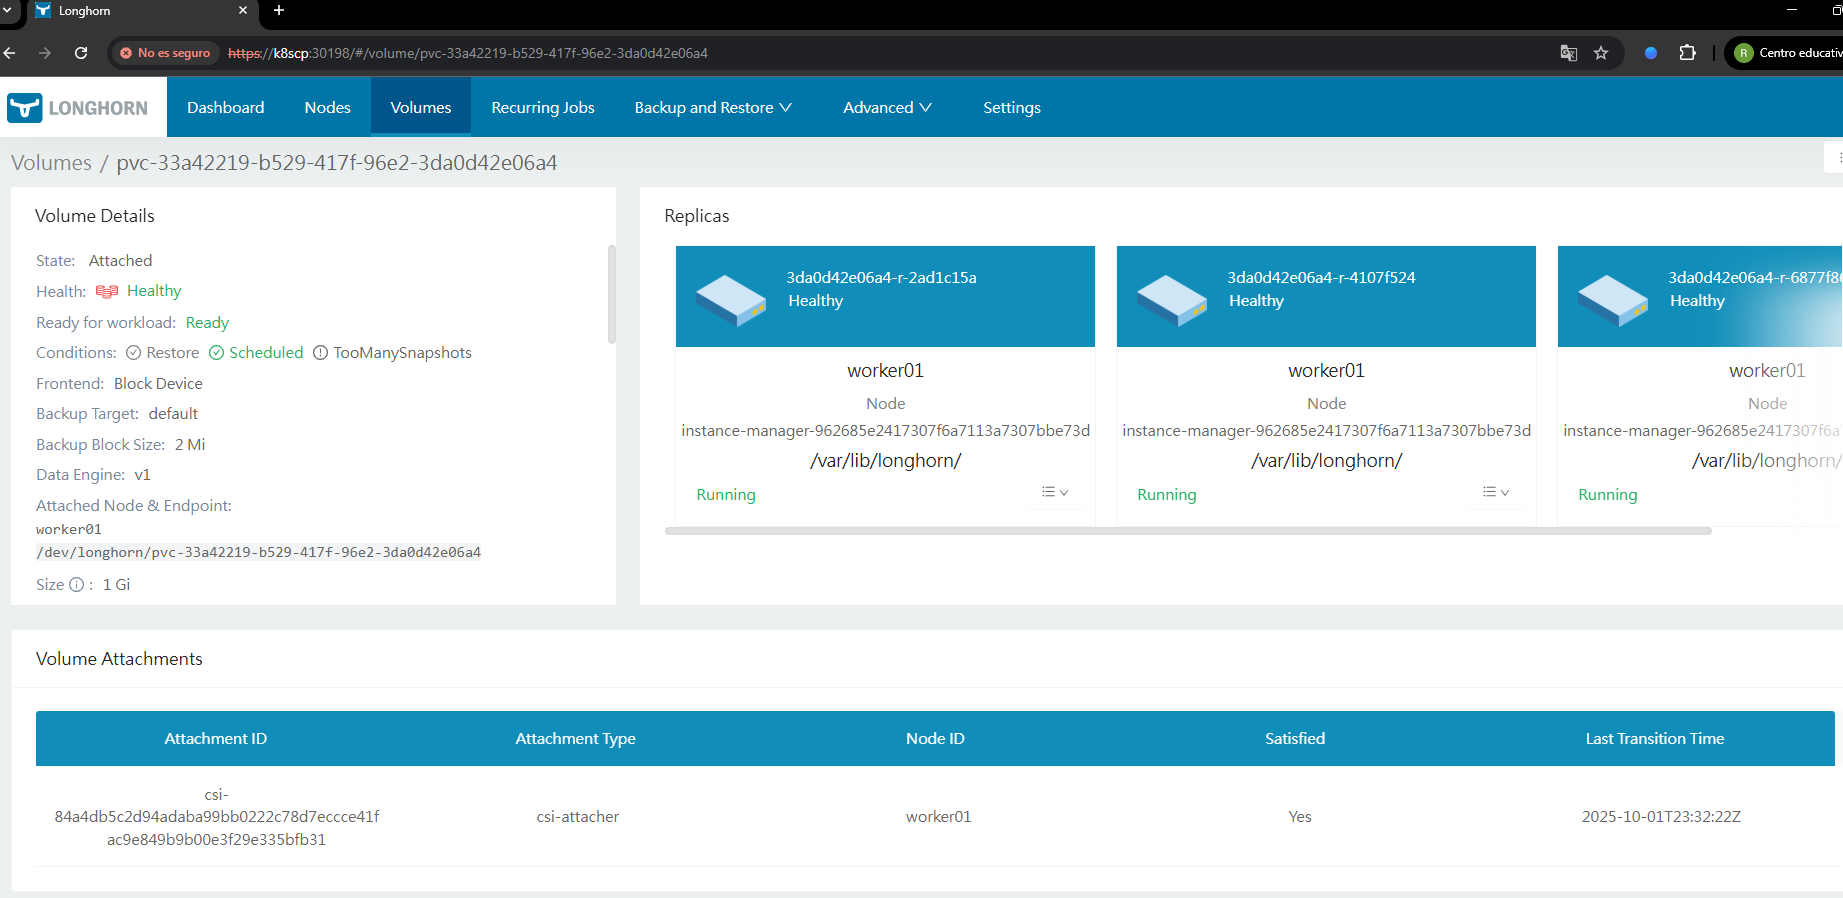 Longhorn
No es seguro
https://k8scp:30198/#/volume/pvc-33a42219-b529-417f-96e2-3da0d42e06a4
R
Centro educativ
LONGHORN
Dashboard
Nodes
Volumes
Recurring Jobs
Backup and Restore
Advanced
Settings
Volumes / pvc-33a42219-b529-417f-96e2-3da0d42e06a4
Volume Details
State: Attached
Health: Healthy
Ready for workload: Ready
Conditions: Restore Scheduled TooManySnapshots
Frontend: Block Device
Backup Target: default
Backup Block Size: 2 Mi
Data Engine: v1
Attached Node & Endpoint:
worker01
/dev/longhorn/pvc-33a42219-b529-417f-96e2-3da0d42e06a4
Size : 1 Gi
Replicas
3da0d42e06a4-r-2ad1c15a
Healthy
worker01
Node
instance-manager-962685e2417307f6a7113a7307bbe73d
/var/lib/longhorn/
Running
3da0d42e06a4-r-4107f524
Healthy
worker01
Node
instance-manager-962685e2417307f6a7113a7307bbe73d
/var/lib/longhorn/
Running
3da0d42e06a4-r-6877f86
Healthy
worker01
Node
instance-manager-962685e2417307f6a
/var/lib/longhorn/
Running
Volume Attachments
Attachment ID
Attachment Type
Node ID
Satisfied
Last Transition Time
csi-
84a4db5c2d94adaba99bb0222c78d7eccce41f
ac9e849b9b00e3f29e335bfb31
csi-attacher
worker01
Yes
2025-10-01T23:32:22Z